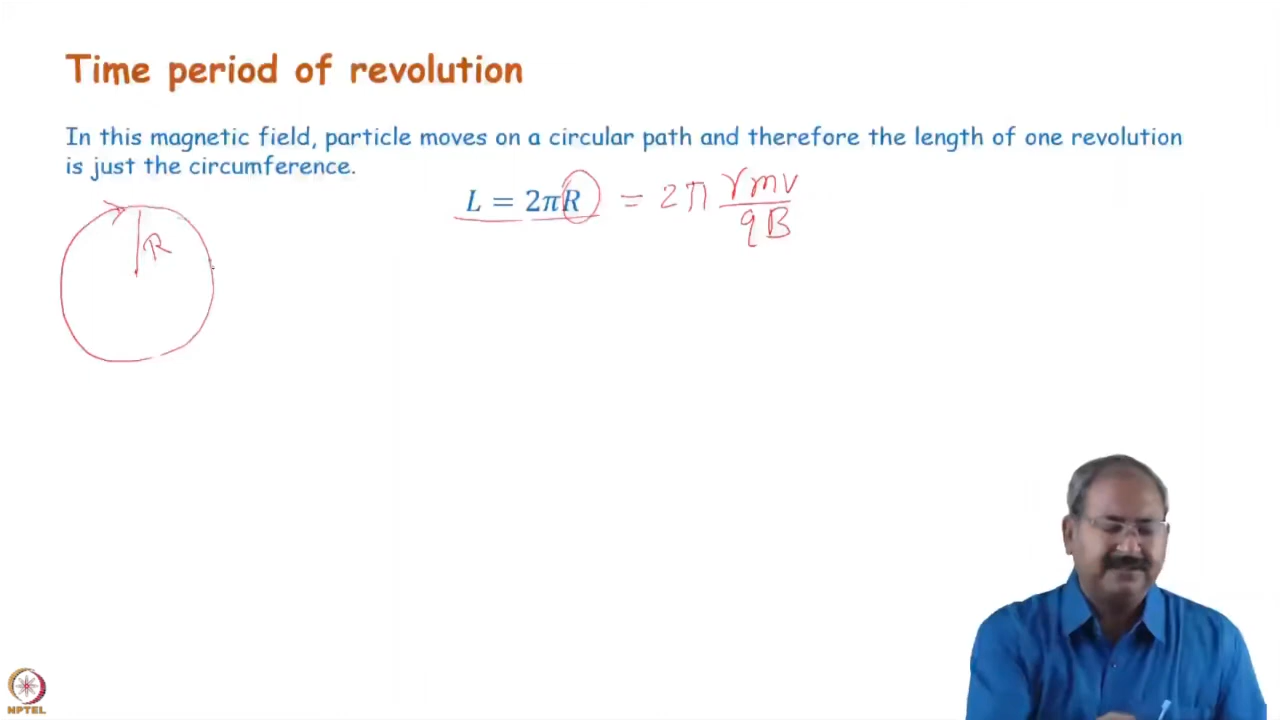 Time period of revolution
In this magnetic field, particle moves on a circular path and therefore the length of one revolution
is just the circumference.
L = 2πR = 2π γmv/qB
R
NPTEL